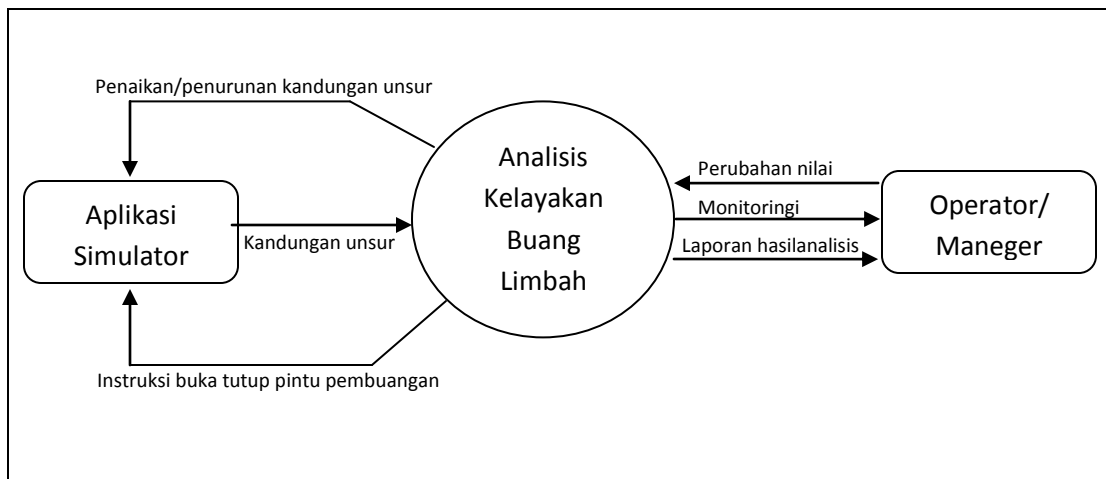 Penaikan/penurunan kandungan unsur
Aplikasi
Simulator
Kandungan unsur
Analisis
Kelayakan
Buang
Limbah
Perubahan nilai
Monitoringi
Laporan hasilanalisis
Operator/
Maneger
Instruksi buka tutup pintu pembuangan